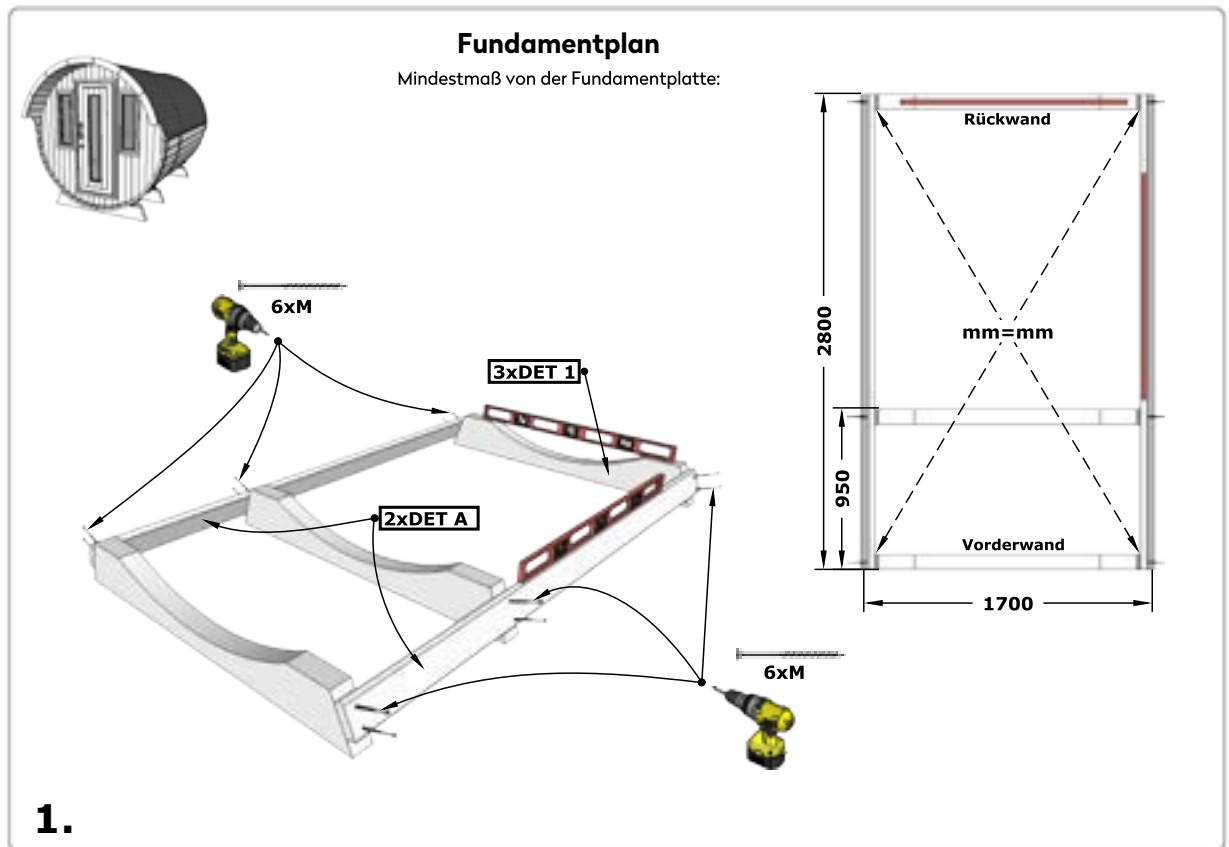 Fundamentplan
Mindestmaß von der Fundamentplatte:
Rückwand
2800
mm=mm
950
Vorderwand
1700
6xM
3xDET 1
2xDET A
6xM
1.